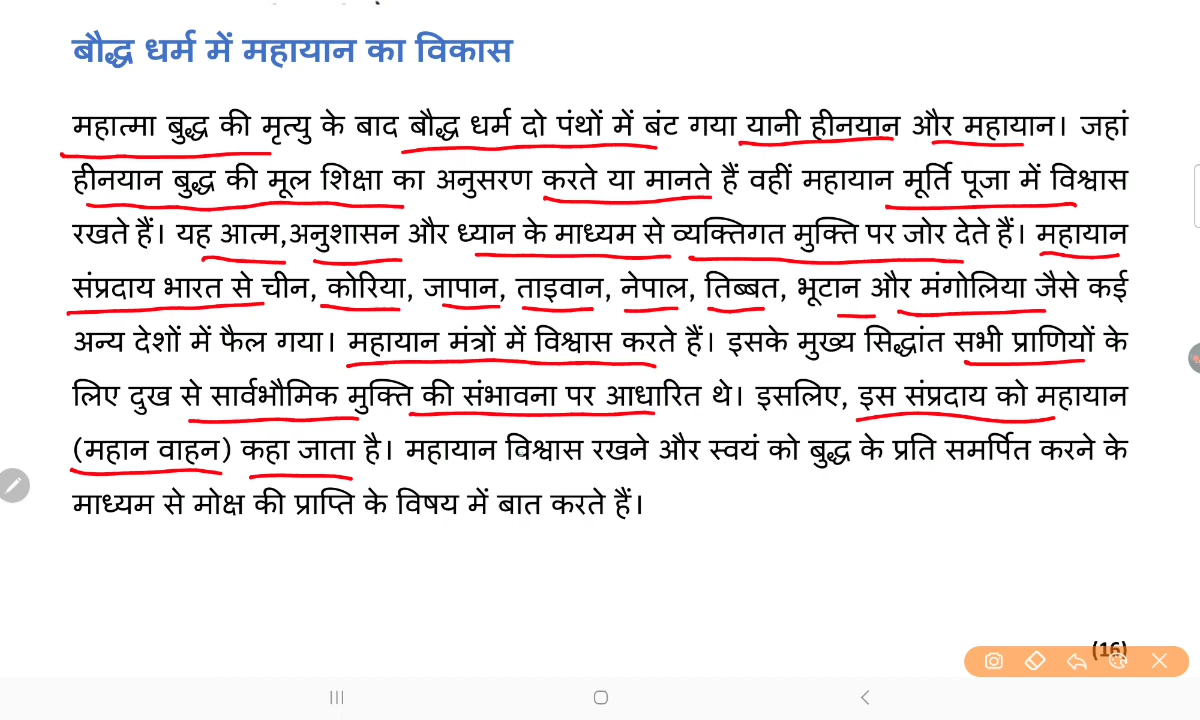 बौद्ध धर्म में महायान का विकास
महात्मा बुद्ध की मृत्यु के बाद बौद्ध धर्म दो पंथों में बंट गया यानी हीनयान और महायान। जहां
हीनयान बुद्ध की मूल शिक्षा का अनुसरण करते या मानते हैं वहीं महायान मूर्ति पूजा में विश्वास
रखते हैं। यह आत्म,अनुशासन और ध्यान के माध्यम से व्यक्तिगत मुक्ति पर जोर देते हैं। महायान
संप्रदाय भारत से चीन, कोरिया, जापान, ताइवान, नेपाल, तिब्बत, भूटान और मंगोलिया जैसे कई
अन्य देशों में फैल गया। महायान मंत्रों में विश्वास करते हैं। इसके मुख्य सिद्धांत सभी प्राणियों के
लिए दुख से सार्वभौमिक मुक्ति की संभावना पर आधारित थे। इसलिए, इस संप्रदाय को महायान
(महान वाहन) कहा जाता है। महायान विश्वास रखने और स्वयं को बुद्ध के प्रति समर्पित करने के
माध्यम से मोक्ष की प्राप्ति के विषय में बात करते हैं।
(16)